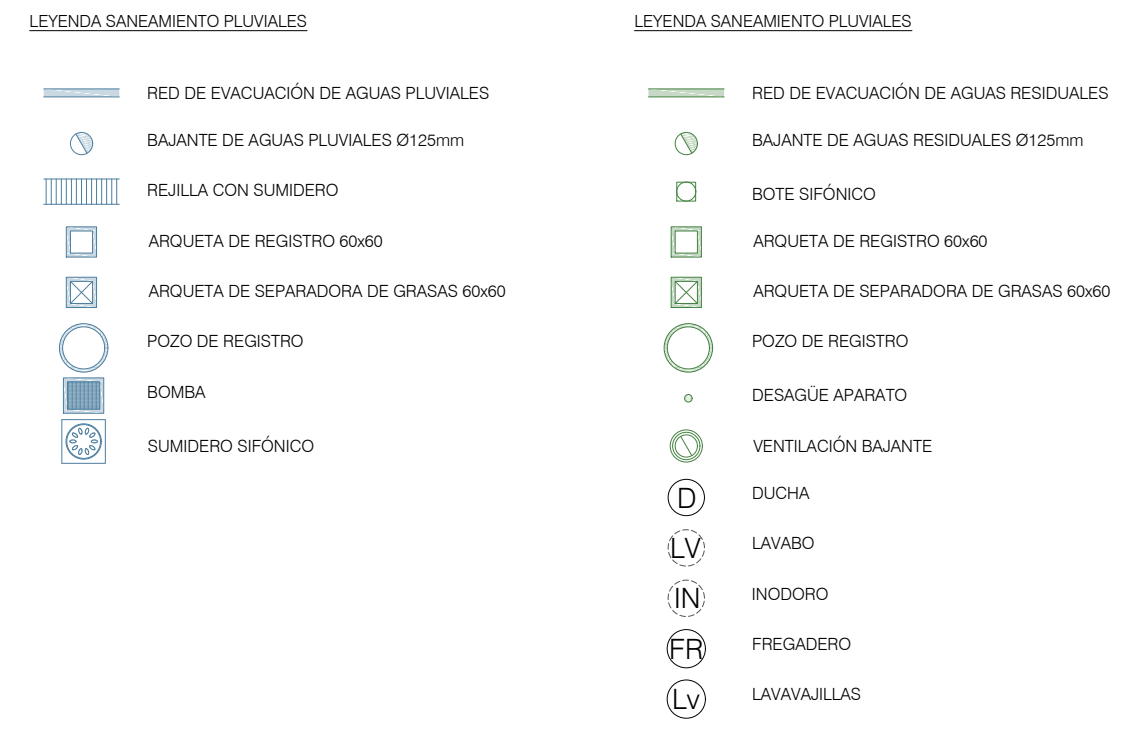 LEYENDA SANEAMIENTO PLUVIALES
RED DE EVACUACIÓN DE AGUAS PLUVIALES
BAJANTE DE AGUAS PLUVIALES Ø125mm
REJILLA CON SUMIDERO
ARQUETA DE REGISTRO 60x60
ARQUETA DE SEPARADORA DE GRASAS 60x60
POZO DE REGISTRO
BOMBA
SUMIDERO SIFÓNICO
LEYENDA SANEAMIENTO PLUVIALES
RED DE EVACUACIÓN DE AGUAS RESIDUALES
BAJANTE DE AGUAS RESIDUALES Ø125mm
BOTE SIFÓNICO
ARQUETA DE REGISTRO 60x60
ARQUETA DE SEPARADORA DE GRASAS 60x60
POZO DE REGISTRO
DESAGÜE APARATO
VENTILACIÓN BAJANTE
D DUCHA
LV LAVABO
IN INODORO
FR FREGADERO
Lv LAVAVAJILLAS